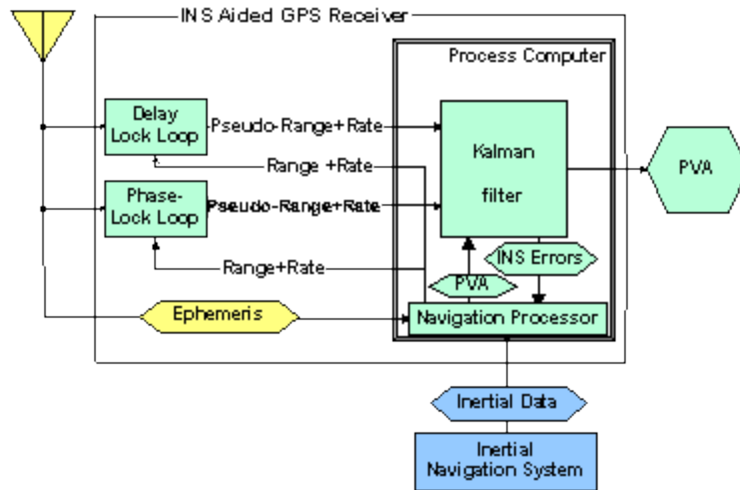 INS Aided GPS Receiver
Process Computer
Delay
Lock Loop
Pseudo-Range+Rate
Range +Rate
Kalman
filter
PVA
Phase-
Lock Loop
Pseudo-Range+Rate
Range+Rate
INS Errors
PVA
Ephemeris
Navigation Processor
Inertial Data
Inertial
Navigation System